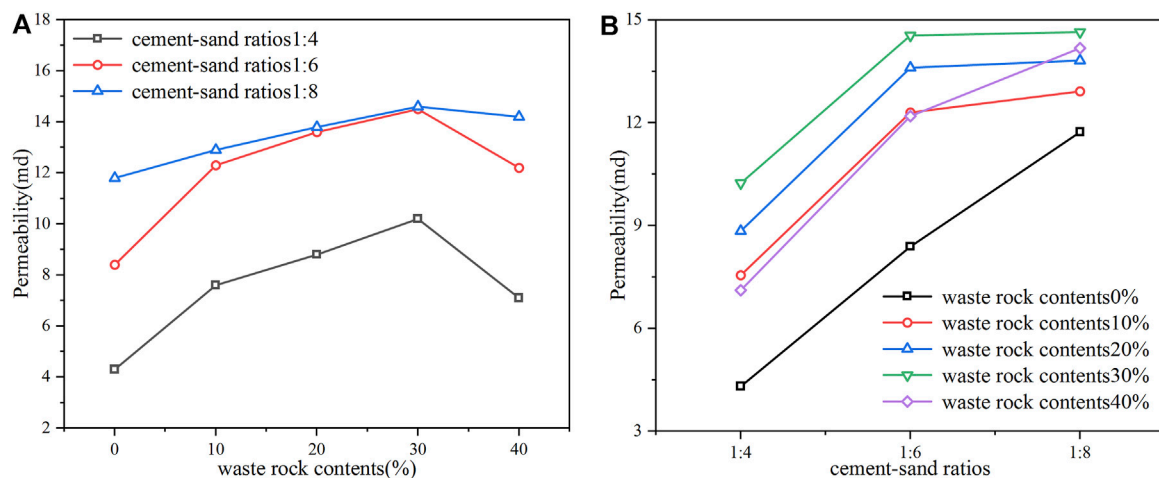 A
18
16
14
12
10
8
6
4
2
Permeability(md)
cement-sand ratios1:4
cement-sand ratios1:6
cement-sand ratios1:8
0
10
20
30
40
waste rock contents(%)
B
15
12
9
6
3
Permeability(md)
waste rock contents0%
waste rock contents10%
waste rock contents20%
waste rock contents30%
waste rock contents40%
1:4
1:6
1:8
cement-sand ratios